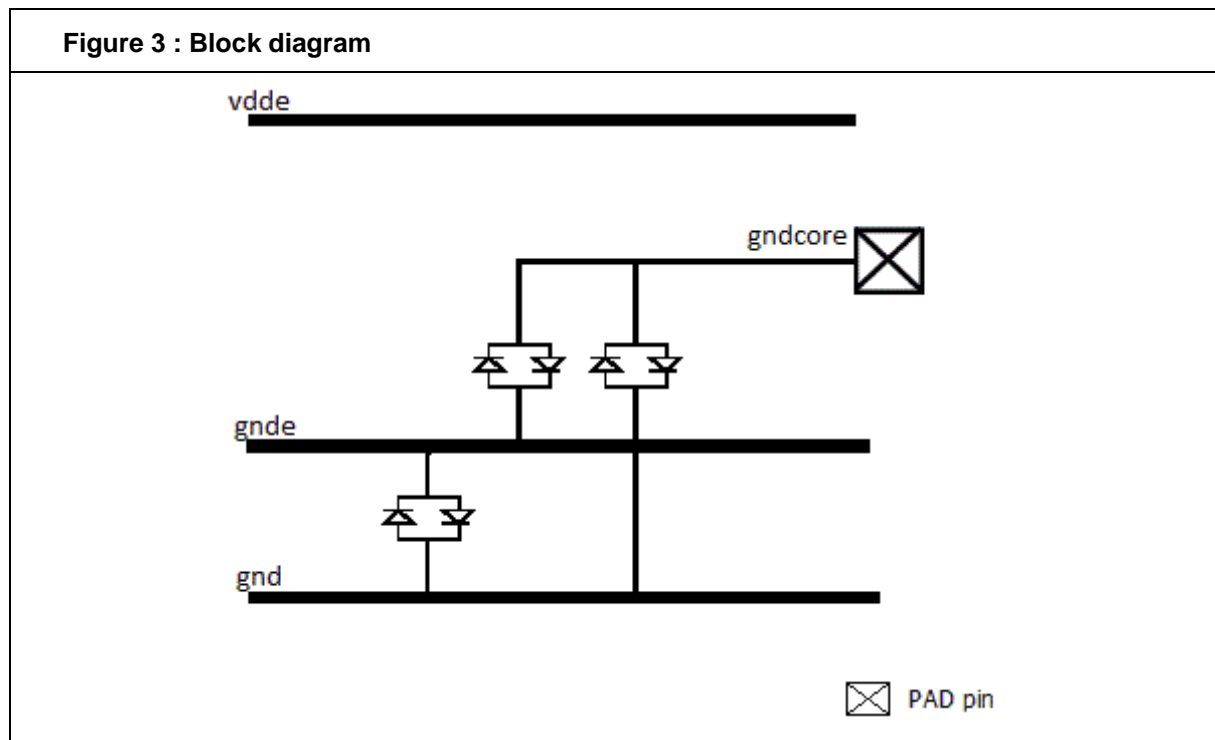 Figure 3 : Block diagram
vdde
gndcore
gnde
gnd
PAD pin